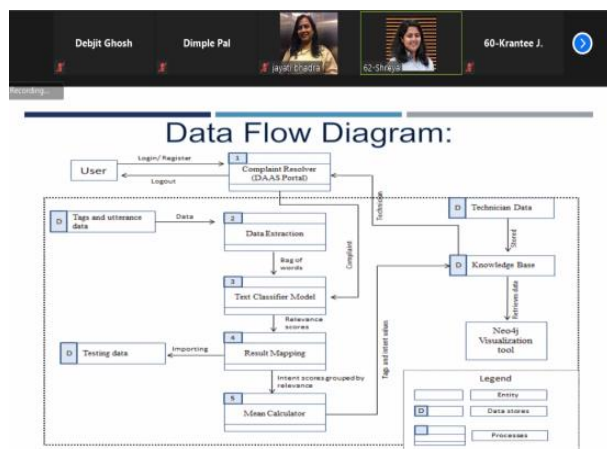 Debjit Ghosh
Dimple Pal
60-Krantee J.
jayati bhadra
62-Shreya
Recording...
Data Flow Diagram:
User
Login/ Register
Logout
1
Complaint Resolver
(DAAS Portal)
D
Tags and utterance
data
Data
2
Data Extraction
Bag of
words
Complaint
Technician
D
Technician Data
Stored
D
Knowledge Base
Retrieves data
Neo4j
Visualization
tool
3
Text Classifier Model
Relevance
scores
D
Testing data
Importing
4
Result Mapping
Intent scores grouped by
relevance
5
Mean Calculator
Tags and intent values
Legend
Entity
D
Data stores
Processes